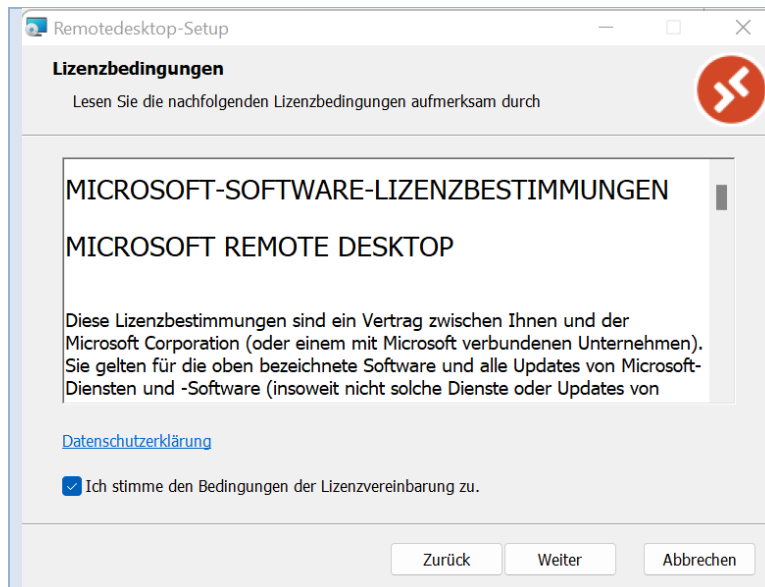 Remotedesktop-Setup
Lizenzbedingungen
Lesen Sie die nachfolgenden Lizenzbedingungen aufmerksam durch
MICROSOFT-SOFTWARE-LIZENZBESTIMMUNGEN
MICROSOFT REMOTE DESKTOP
Diese Lizenzbestimmungen sind ein Vertrag zwischen Ihnen und der
Microsoft Corporation (oder einem mit Microsoft verbundenen Unternehmen).
Sie gelten für die oben bezeichnete Software und alle Updates von Microsoft-
Diensten und -Software (insoweit nicht solche Dienste oder Updates von
Datenschutzerklärung
Ich stimme den Bedingungen der Lizenzvereinbarung zu.
Zurück
Weiter
Abbrechen